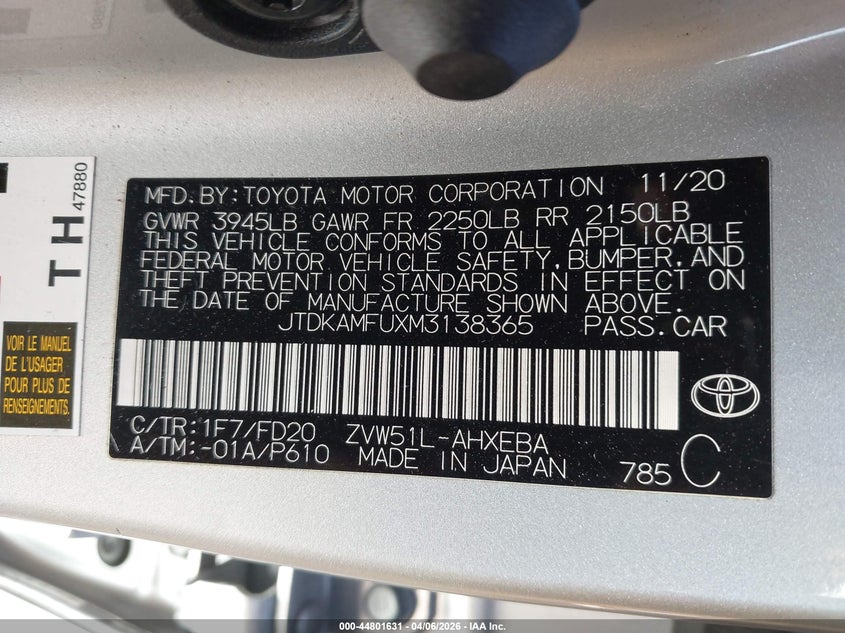 MFD.BY:TOYOTA MOTOR CORPORATION 11/20
GVWR 3945LB GAWR FR 2250LB RR 2150LB
THIS VEHICLE CONFORMS TO ALL APPLICABLE
FEDERAL MOTOR VEHICLE SAFETY,BUMPER,AND
THEFT PREVENTION STANDARDS IN EFFECT ON
THE DATE OF MANUFACTURE SHOWN ABOVE.
JTDKAMFUXM3138365 PASS.CAR
C/TR:1F7/FD20 ZVW51L-AHXEBA
A/TM:-01A/P610 MADE IN JAPAN 785 C
TH
47880
VOIR LE MANUEL
DE L'USAGER
POUR PLUS DE
RENSEIGNEMENTS.
000-44801631 - 04/06/2026 - IAA Inc.